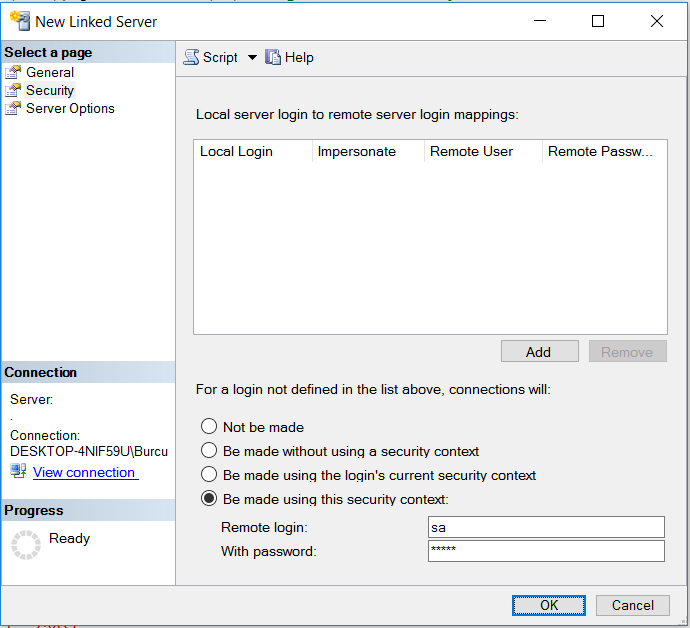 New Linked Server
Select a page
General
Security
Server Options
Script
Help
Local server login to remote server login mappings:
Local Login Impersonate Remote User Remote Passw...
Add Remove
For a login not defined in the list above, connections will:
Not be made
Be made without using a security context
Be made using the login's current security context
Be made using this security context:
Remote login: sa
With password: *****
Connection
Server:
.
Connection:
DESKTOP-4NIF59U\Burcu
View connection
Progress
Ready
OK Cancel